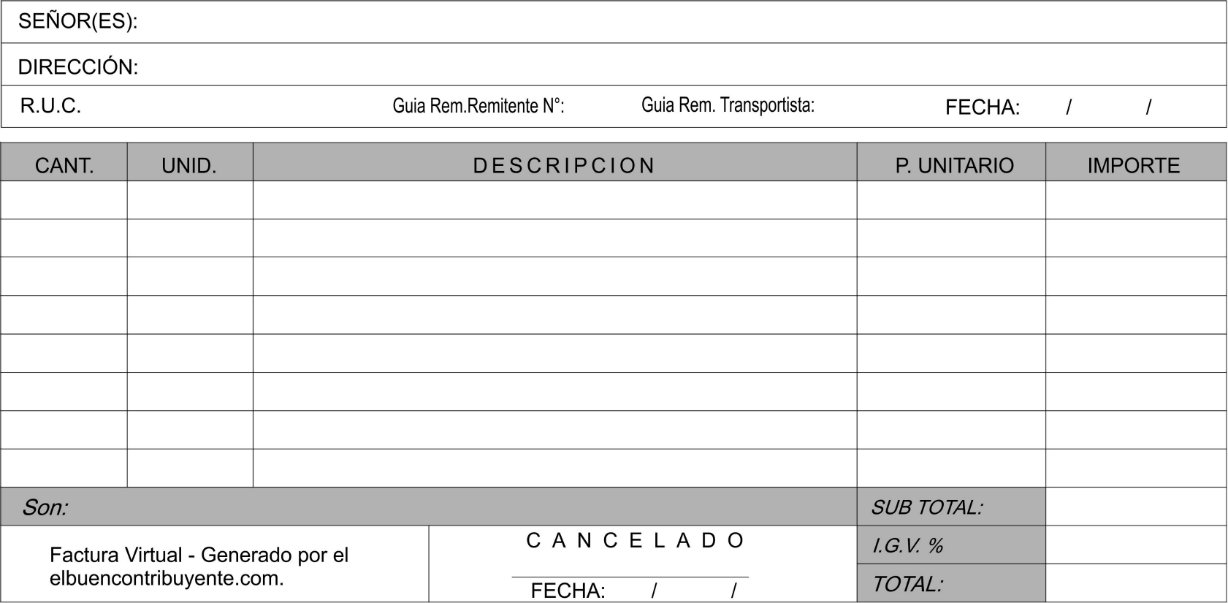 SEÑOR(ES):
DIRECCIÓN:
R.U.C. Guia Rem.Remitente N°: Guia Rem. Transportista: FECHA: / /
CANT. UNID. DESCRIPCION P. UNITARIO IMPORTE
Son: SUB TOTAL:
Factura Virtual - Generado por el
elbuencontribuyente.com.
CANCELADO
FECHA: / /
I.G.V. %
TOTAL: